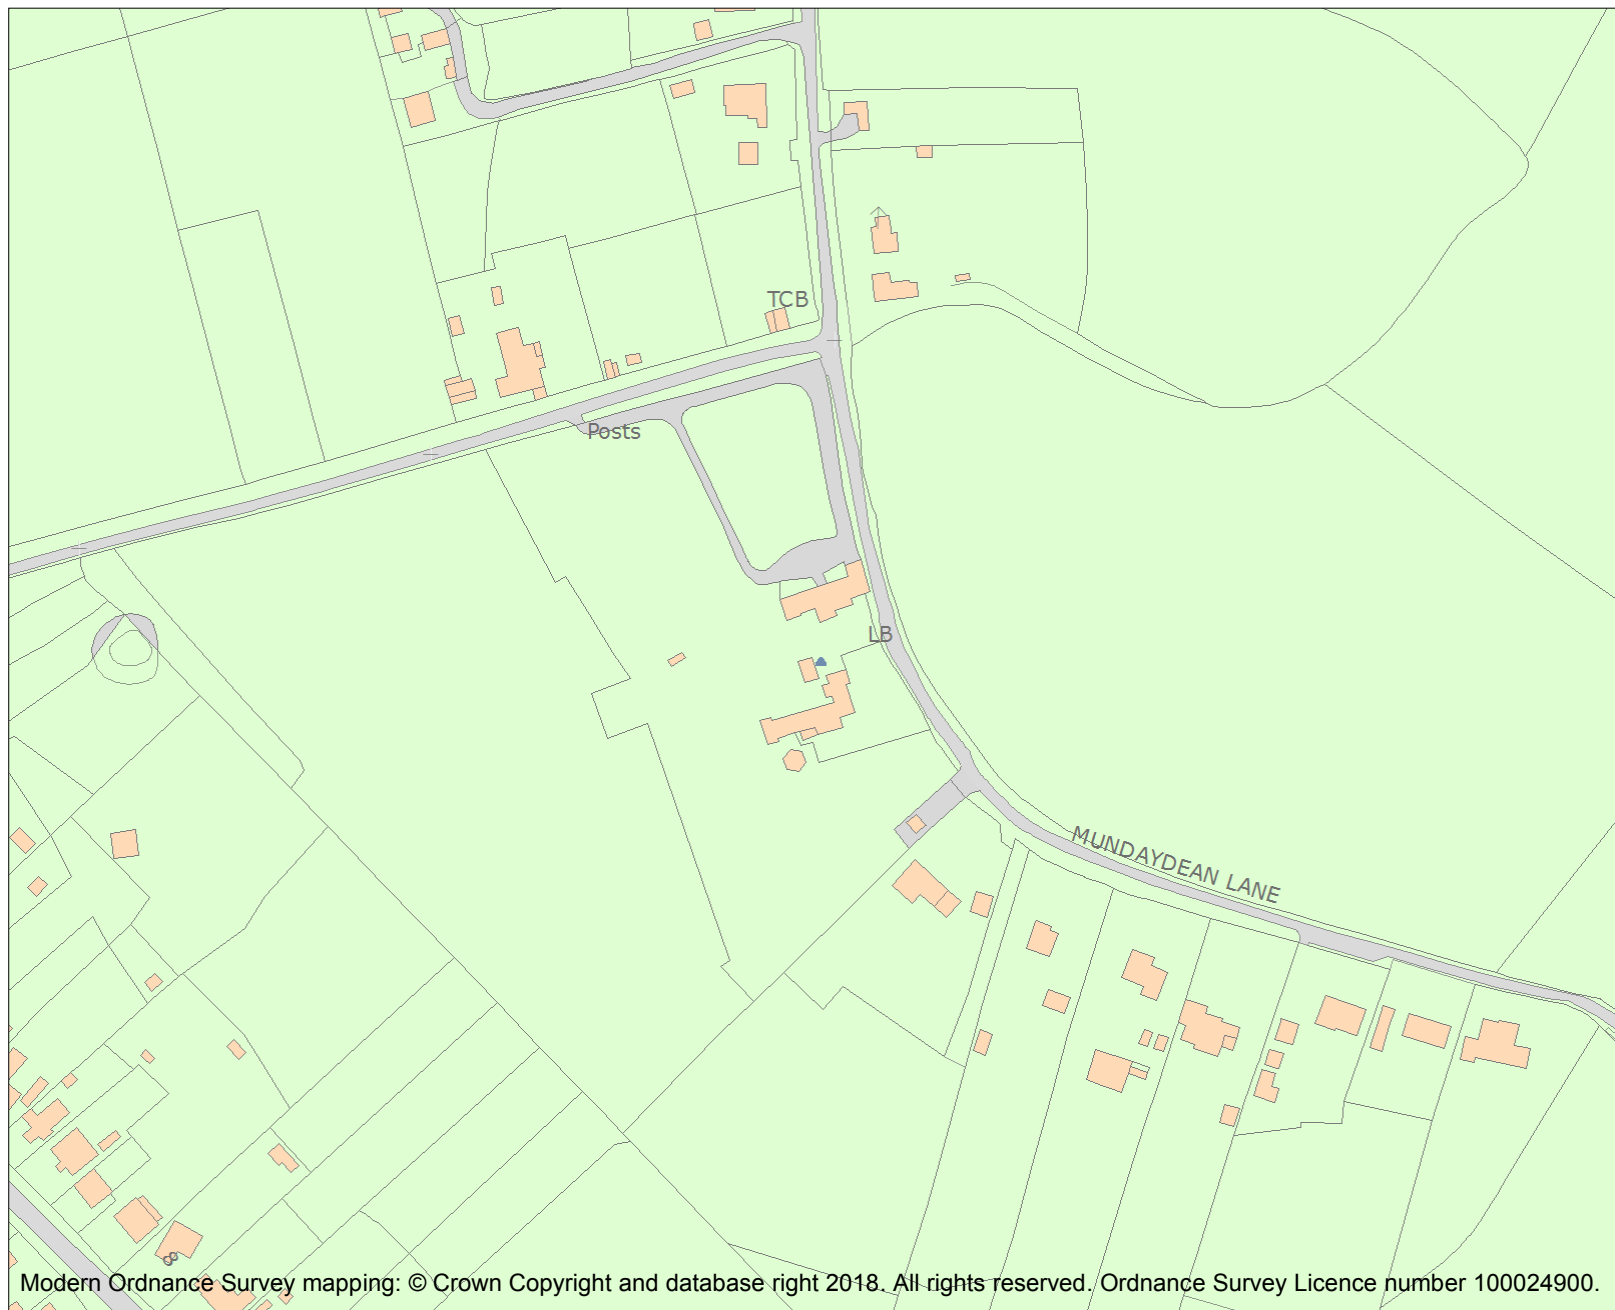 TCB
Posts
LB
MUNDAYDEAN LANE
8
Modern Ordnance Survey mapping: © Crown Copyright and database right 2018. All rights reserved. Ordnance Survey Licence number 100024900.